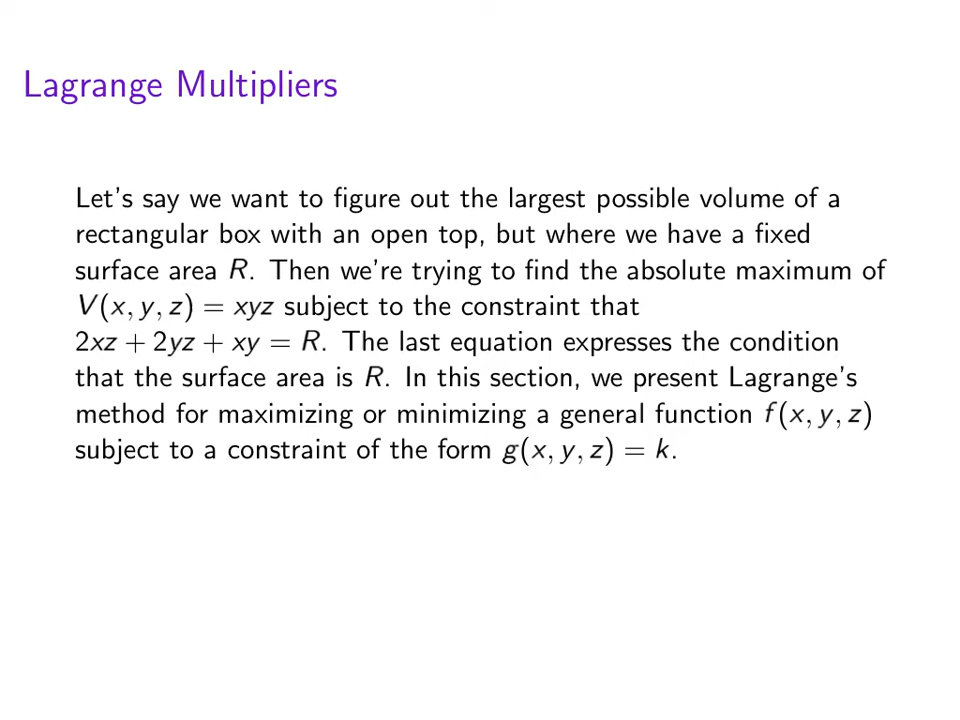 Lagrange Multipliers
Let's say we want to figure out the largest possible volume of a
rectangular box with an open top, but where we have a fixed
surface area R. Then we're trying to find the absolute maximum of
V(x, y, z) = xyz subject to the constraint that
2xz + 2yz + xy = R. The last equation expresses the condition
that the surface area is R. In this section, we present Lagrange's
method for maximizing or minimizing a general function f(x, y, z)
subject to a constraint of the form g(x, y, z) = k.